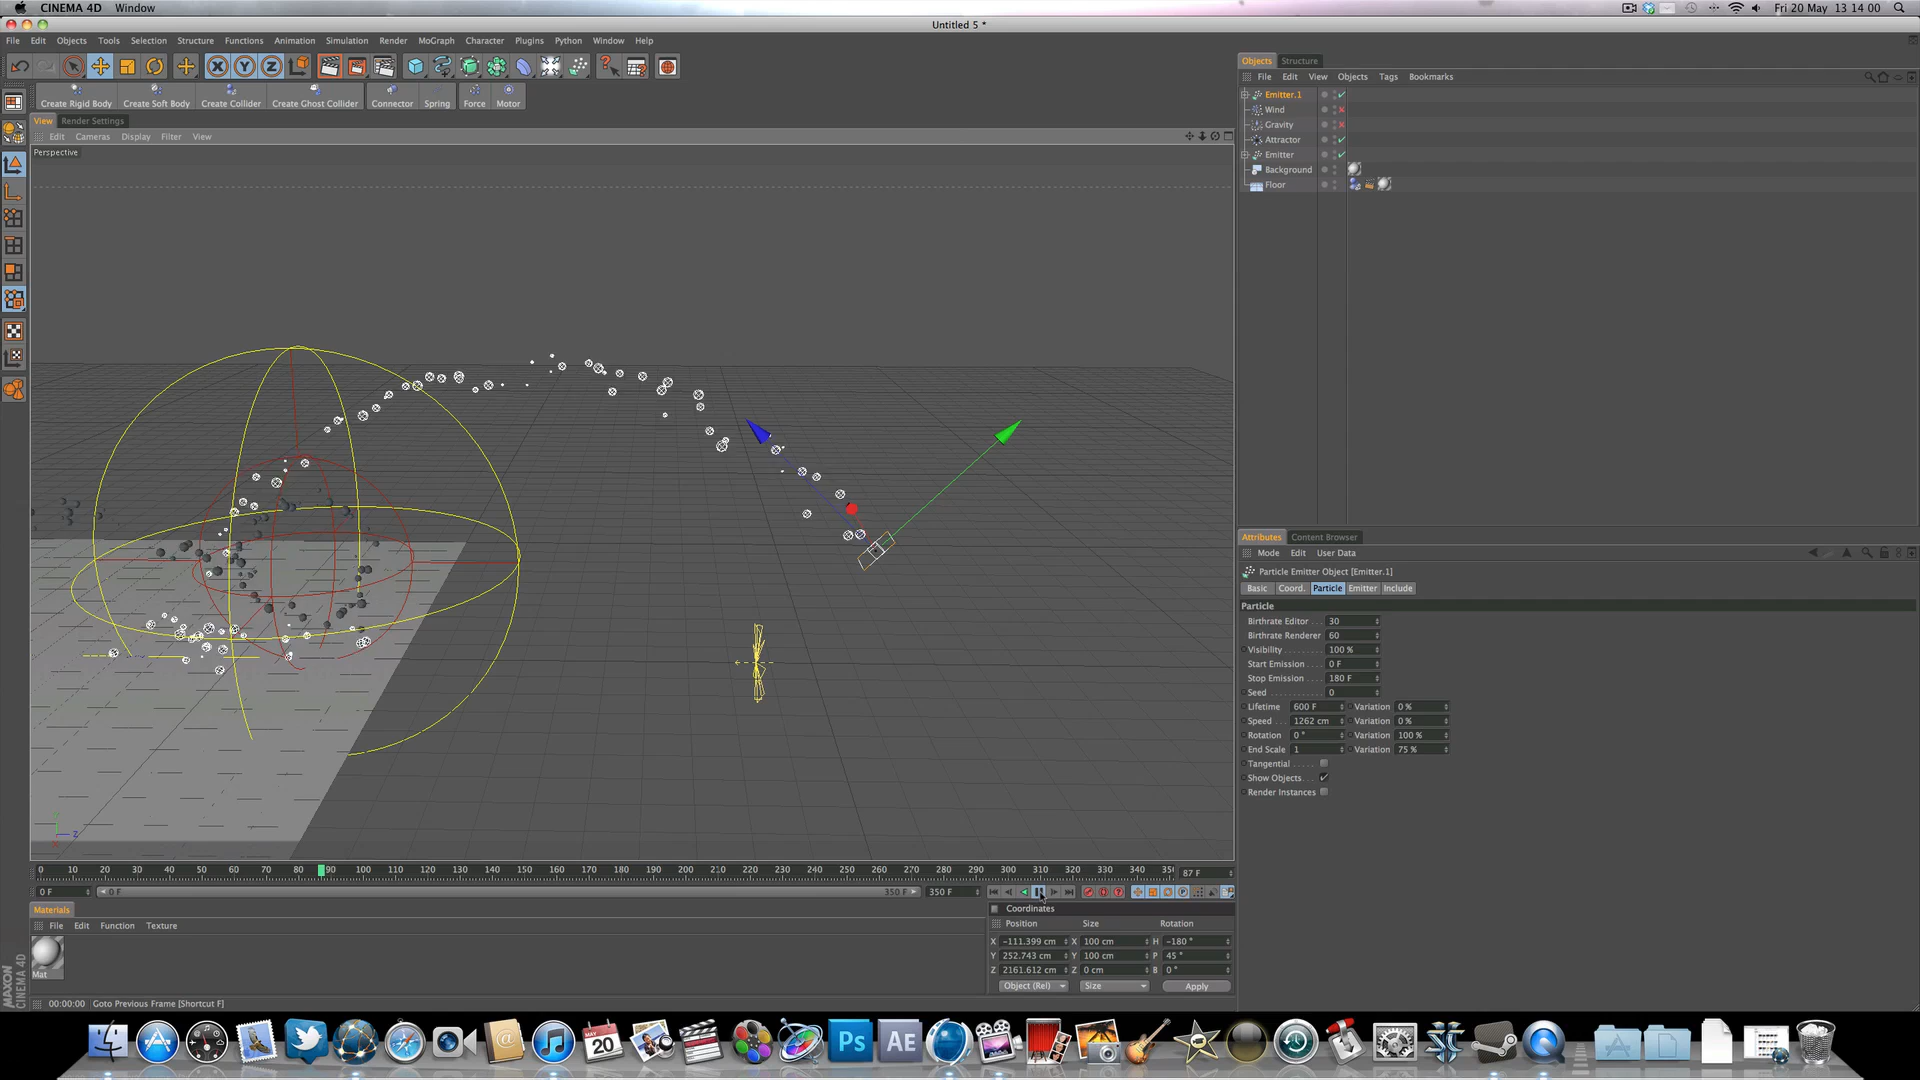 CINEMA 4D Window Fri 20 May 13 14 00
Untitled 5 *
File Edit Objects Tools Selection Structure Functions Animation Simulation Render MoGraph Character Plugins Python Window Help
Create Rigid Body Create Soft Body Create Collider Create Ghost Collider Connector Spring Force Motor
View Render Settings
Edit Cameras Display Filter View
Perspective
Objects Structure
File Edit View Objects Tags Bookmarks
Emitter.1
Wind
Gravity
Attractor
Emitter
Background
Floor
Attributes Content Browser
Mode Edit User Data
Particle Emitter Object [Emitter.1]
Basic Coord. Particle Emitter Include
Particle
Birthrate Editor 30
Birthrate Renderer 60
Visibility 100 %
Start Emission 0 F
Stop Emission 180 F
Seed 0
Lifetime 600 F Variation 0 %
Speed 1262 cm Variation 0 %
Rotation 0 ° Variation 100 %
End Scale 1 Variation 75 %
Tangential
Show Objects
Render Instances
Z
0 10 20 30 40 50 60 70 80 90 100 110 120 130 140 150 160 170 180 190 200 210 220 230 240 250 260 270 280 290 300 310 320 330 340 87 F
0 F 0 F 350 F 350 F
Materials
File Edit Function Texture
Mat
MAXON CINEMA 4D
Coordinates
Position Size Rotation
X -111.399 cm X 100 cm H -180 °
Y 252.743 cm Y 100 cm P 45 °
Z 2161.612 cm Z 0 cm B 0 °
Object (Rel) Size Apply
00:00:00 Goto Previous Frame [Shortcut F]
MAY
20
Ps AE